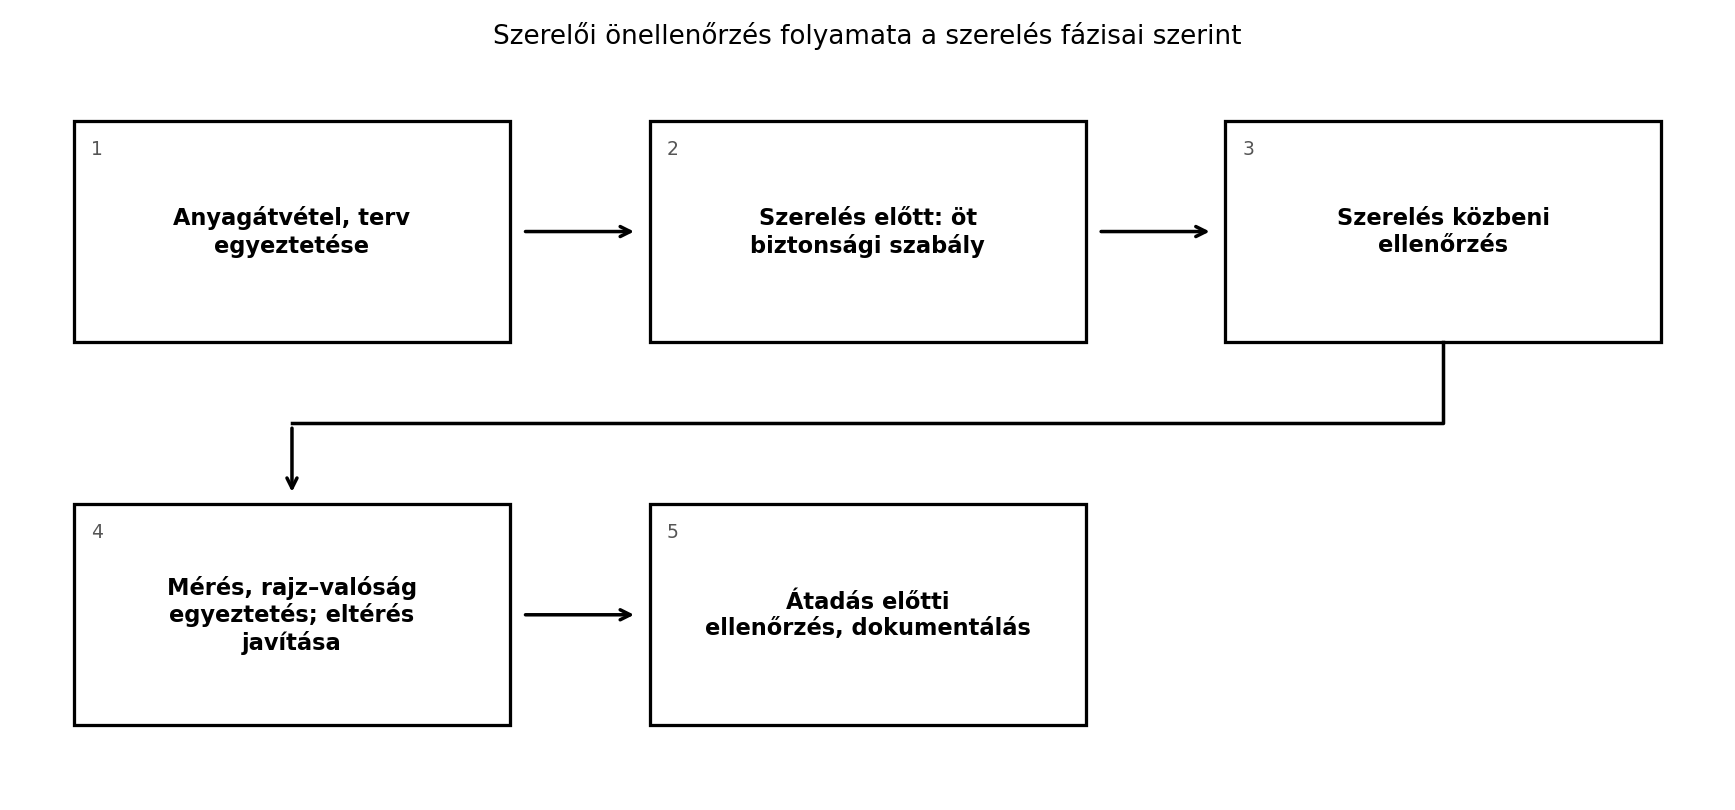 Szerelői önellenőrzés folyamata a szerelés fázisai szerint
1
Anyagátvétel, terv
egyeztetése
2
Szerelés előtt: öt
biztonsági szabály
3
Szerelés közbeni
ellenőrzés
4
Mérés, rajz–valóság
egyeztetés; eltérés
javítása
5
Átadás előtti
ellenőrzés, dokumentálás